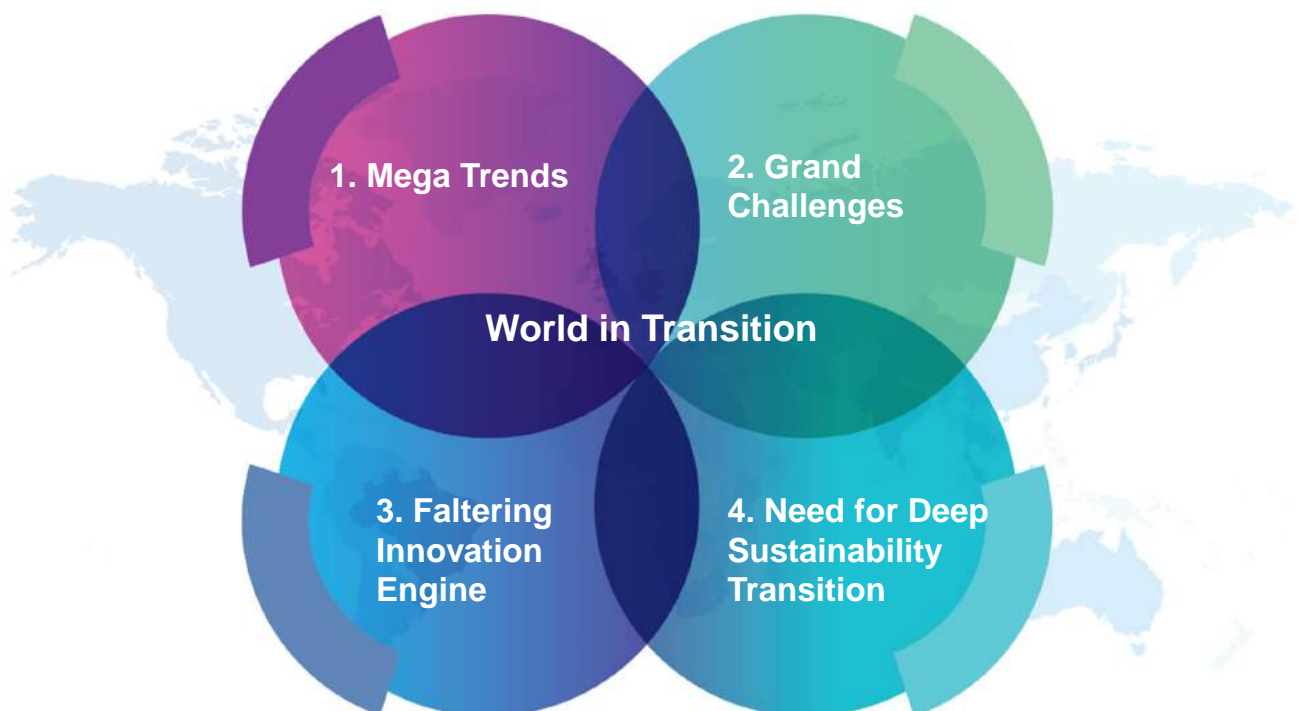 1. Mega Trends
2. Grand
Challenges
World in Transition
3. Faltering
Innovation
Engine
4. Need for Deep
Sustainability
Transition